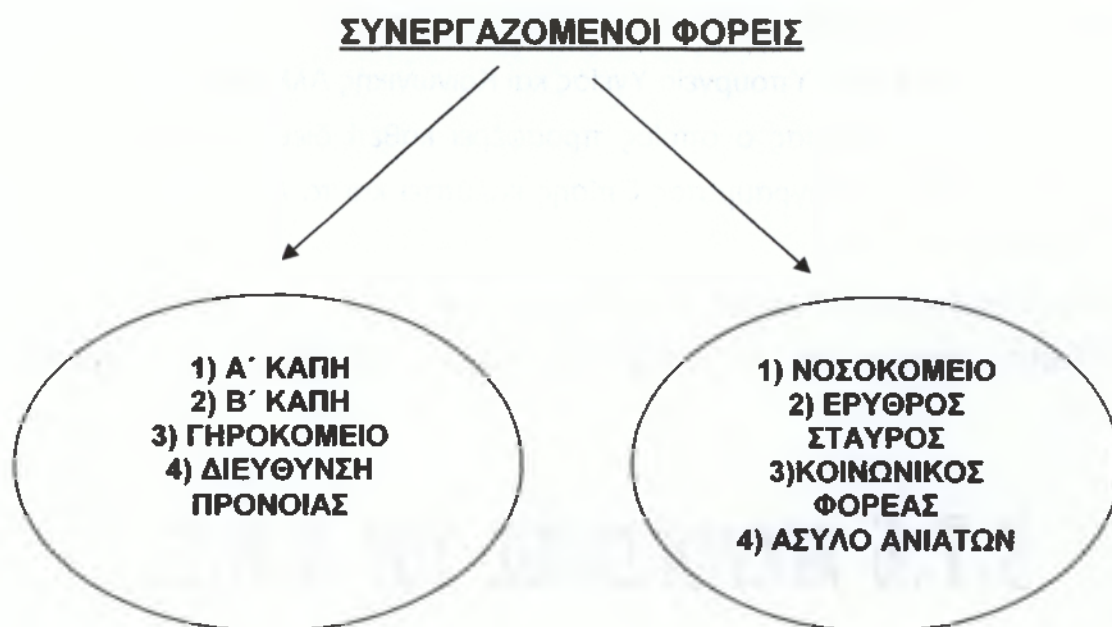 ΣΥΝΕΡΓΑΖΟΜΕΝΟΙ ΦΟΡΕΙΣ
1) Α΄ ΚΑΠΗ
2) Β΄ ΚΑΠΗ
3) ΓΗΡΟΚΟΜΕΙΟ
4) ΔΙΕΥΘΥΝΣΗ
ΠΡΟΝΟΙΑΣ
1) ΝΟΣΟΚΟΜΕΙΟ
2) ΕΡΥΘΡΟΣ
ΣΤΑΥΡΟΣ
3)ΚΟΙΝΩΝΙΚΟΣ
ΦΟΡΕΑΣ
4) ΑΣΥΛΟ ΑΝΙΑΤΩΝ